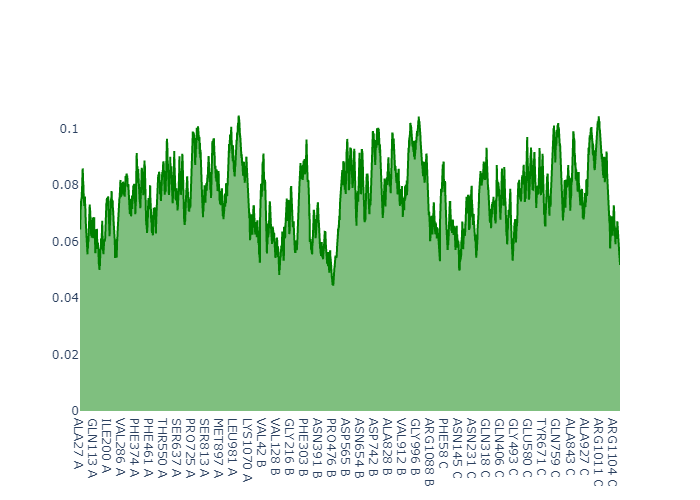 0.1
0.08
0.06
0.04
0.02
0
ALA27 A
GLN113 A
ILE200 A
VAL286 A
PHE374 A
PHE461 A
THR550 A
SER637 A
PRO725 A
SER813 A
MET897 A
LEU981 A
LYS1070 A
VAL42 B
VAL128 B
GLY216 B
PHE303 B
ASN391 B
PRO476 B
ASP565 B
ASN654 B
ASP742 B
ALA828 B
VAL912 B
GLY996 B
ARG1088 B
PHE58 C
ASN145 C
ASN231 C
GLN318 C
GLN406 C
GLY493 C
GLU580 C
TYR671 C
GLN759 C
ALA843 C
ALA927 C
ARG1011 C
ARG1104 C